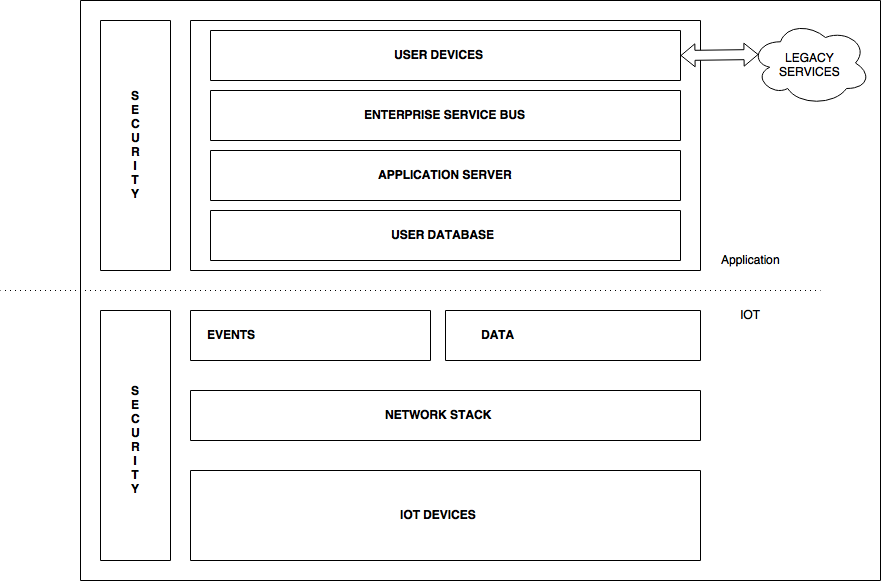 USER DEVICES
LEGACY
SERVICES
S
E
C
U
R
I
T
Y
ENTERPRISE SERVICE BUS
APPLICATION SERVER
USER DATABASE
Application
IOT
EVENTS
DATA
S
E
C
U
R
I
T
Y
NETWORK STACK
IOT DEVICES